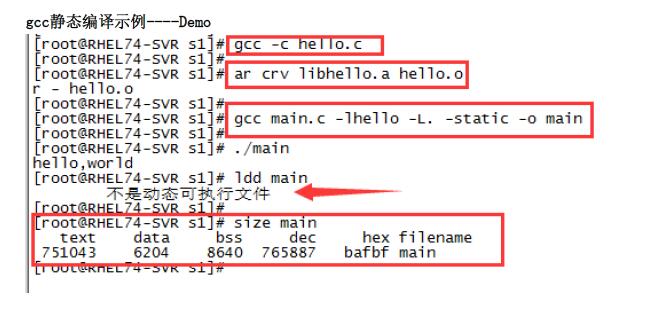 gcc静态编译示例----Demo
[root@RHEL74-SVR s1]# gcc -c hello.c
[root@RHEL74-SVR s1]#
[root@RHEL74-SVR s1]# ar crv libhello.a hello.o
r - hello.o
[root@RHEL74-SVR s1]#
[root@RHEL74-SVR s1]# gcc main.c -lhello -L. -static -o main
[root@RHEL74-SVR s1]#
[root@RHEL74-SVR s1]# ./main
hello,world
[root@RHEL74-SVR s1]# ldd main
不是动态可执行文件
[root@RHEL74-SVR s1]#
[root@RHEL74-SVR s1]# size main
text data bss dec hex filename
751043 6204 8640 765887 bafbf main
[root@RHEL74-SVR s1]#